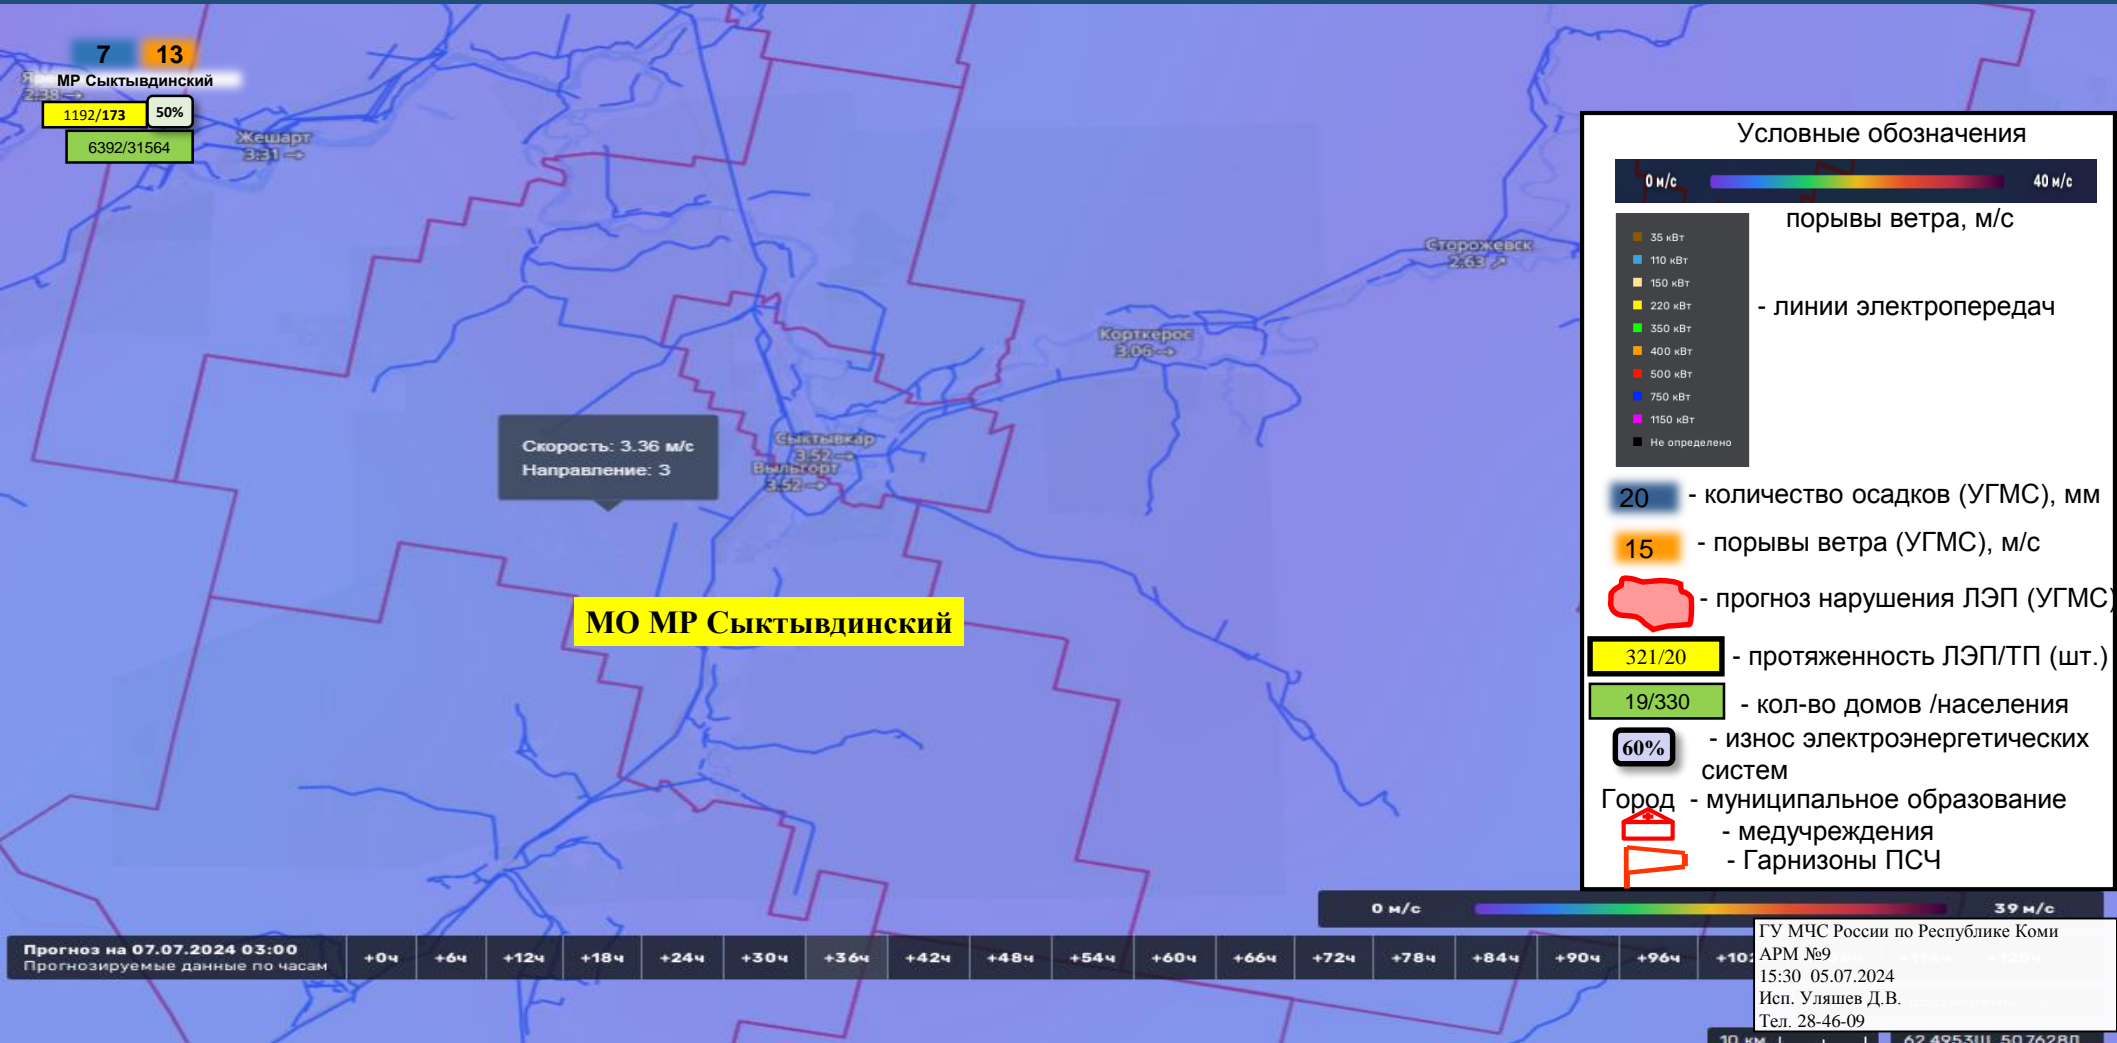 7 13
МР Сыктывдинский
2.38 →
1192/173 50%
6392/31564
Жешарт
3.31 →
Сторожевск
2.63 ↗
Корткерос
3.06 →
Скорость: 3.36 м/с
Направление: З
Сыктывкар
3.52 →
Выльгорт
3.52 →
МО МР Сыктывдинский
Условные обозначения
0 м/с 40 м/с
порывы ветра, м/с
35 кВт
110 кВт
150 кВт
220 кВт
350 кВт
400 кВт
500 кВт
750 кВт
1150 кВт
Не определено
- линии электропередач
20 - количество осадков (УГМС), мм
15 - порывы ветра (УГМС), м/с
- прогноз нарушения ЛЭП (УГМС)
321/20 - протяженность ЛЭП/ТП (шт.)
19/330 - кол-во домов /населения
60% - износ электроэнергетических
систем
Город - муниципальное образование
- медучреждения
- Гарнизоны ПСЧ
0 м/с 39 м/с
Прогноз на 07.07.2024 03:00
Прогнозируемые данные по часам
+0ч +6ч +12ч +18ч +24ч +30ч +36ч +42ч +48ч +54ч +60ч +66ч +72ч +78ч +84ч +90ч +96ч +10
ГУ МЧС России по Республике Коми
АРМ №9
15:30 05.07.2024
Исп. Уляшев Д.В.
Тел. 28-46-09
10 км 62.4953Ш, 50.7628Д